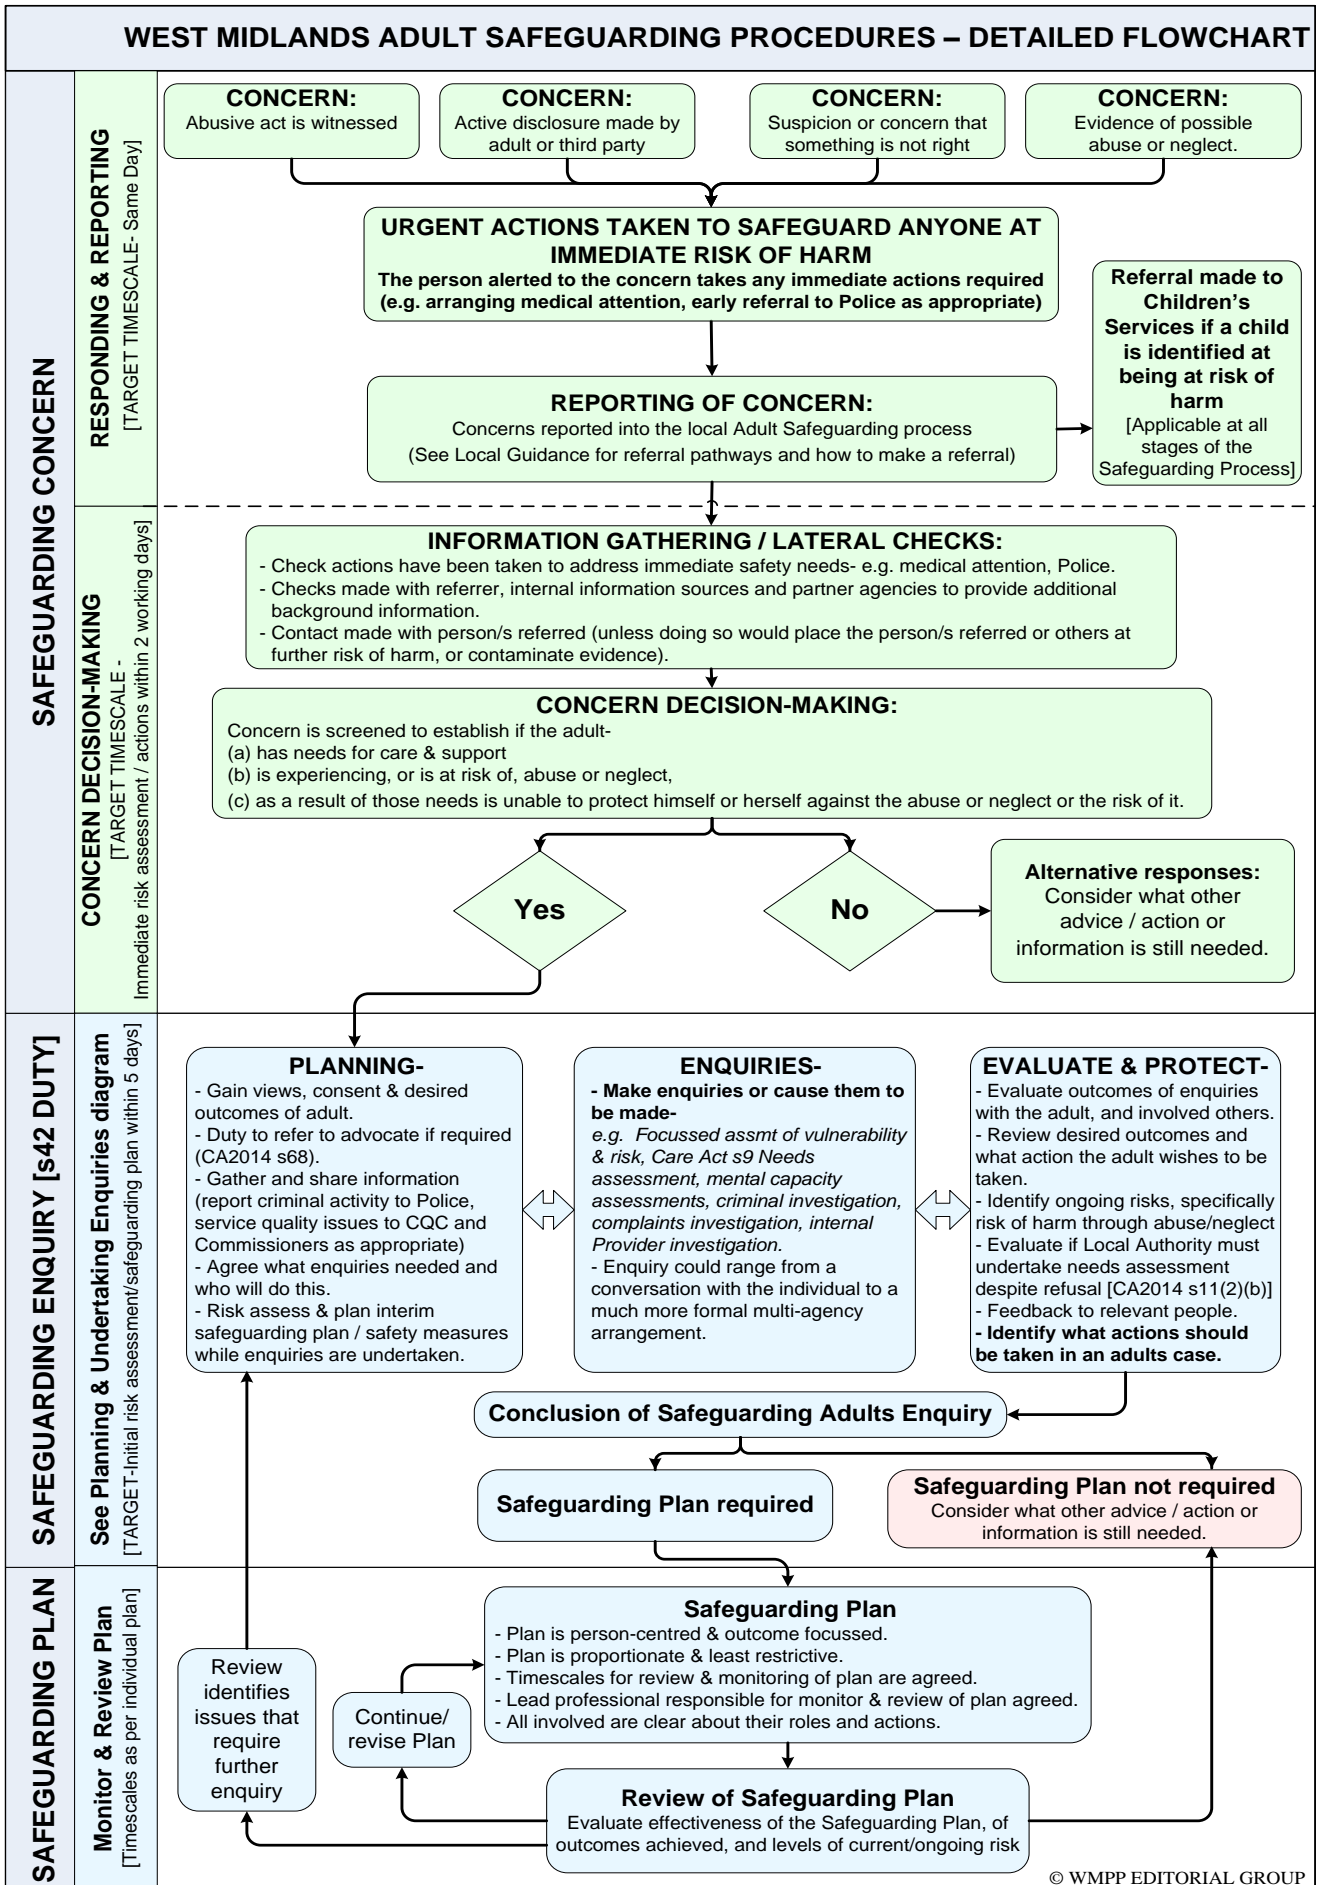 WEST MIDLANDS ADULT SAFEGUARDING PROCEDURES – DETAILED FLOWCHART
SAFEGUARDING CONCERN
RESPONDING & REPORTING
[TARGET TIMESCALE- Same Day]
CONCERN:
Abusive act is witnessed
CONCERN:
Active disclosure made by
adult or third party
CONCERN:
Suspicion or concern that
something is not right
CONCERN:
Evidence of possible
abuse or neglect.
URGENT ACTIONS TAKEN TO SAFEGUARD ANYONE AT
IMMEDIATE RISK OF HARM
The person alerted to the concern takes any immediate actions required
(e.g. arranging medical attention, early referral to Police as appropriate)
Referral made to
Children's
Services if a child
is identified at
being at risk of
harm
[Applicable at all
stages of the
Safeguarding Process]
REPORTING OF CONCERN:
Concerns reported into the local Adult Safeguarding process
(See Local Guidance for referral pathways and how to make a referral)
CONCERN DECISION-MAKING
[TARGET TIMESCALE -
Immediate risk assessment / actions within 2 working days]
INFORMATION GATHERING / LATERAL CHECKS:
- Check actions have been taken to address immediate safety needs- e.g. medical attention, Police.
- Checks made with referrer, internal information sources and partner agencies to provide additional
background information.
- Contact made with person/s referred (unless doing so would place the person/s referred or others at
further risk of harm, or contaminate evidence).
CONCERN DECISION-MAKING:
Concern is screened to establish if the adult-
(a) has needs for care & support
(b) is experiencing, or is at risk of, abuse or neglect,
(c) as a result of those needs is unable to protect himself or herself against the abuse or neglect or the risk of it.
Yes
No
Alternative responses:
Consider what other
advice / action or
information is still needed.
SAFEGUARDING ENQUIRY [s42 DUTY]
See Planning & Undertaking Enquiries diagram
[TARGET-Initial risk assessment/safeguarding plan within 5 days]
PLANNING-
- Gain views, consent & desired
outcomes of adult.
- Duty to refer to advocate if required
(CA2014 s68).
- Gather and share information
(report criminal activity to Police,
service quality issues to CQC and
Commissioners as appropriate)
- Agree what enquiries needed and
who will do this.
- Risk assess & plan interim
safeguarding plan / safety measures
while enquiries are undertaken.
ENQUIRIES-
- Make enquiries or cause them to
be made-
e.g. Focussed assmt of vulnerability
& risk, Care Act s9 Needs
assessment, mental capacity
assessments, criminal investigation,
complaints investigation, internal
Provider investigation.
- Enquiry could range from a
conversation with the individual to a
much more formal multi-agency
arrangement.
EVALUATE & PROTECT-
- Evaluate outcomes of enquiries
with the adult, and involved others.
- Review desired outcomes and
what action the adult wishes to be
taken.
- Identify ongoing risks, specifically
risk of harm through abuse/neglect
- Evaluate if Local Authority must
undertake needs assessment
despite refusal [CA2014 s11(2)(b)]
- Feedback to relevant people.
- Identify what actions should
be taken in an adults case.
Conclusion of Safeguarding Adults Enquiry
Safeguarding Plan required
Safeguarding Plan not required
Consider what other advice / action or
information is still needed.
SAFEGUARDING PLAN
Monitor & Review Plan
[Timescales as per individual plan]
Review
identifies
issues that
require
further
enquiry
Continue/
revise Plan
Safeguarding Plan
- Plan is person-centred & outcome focussed.
- Plan is proportionate & least restrictive.
- Timescales for review & monitoring of plan are agreed.
- Lead professional responsible for monitor & review of plan agreed.
- All involved are clear about their roles and actions.
Review of Safeguarding Plan
Evaluate effectiveness of the Safeguarding Plan, of
outcomes achieved, and levels of current/ongoing risk
© WMPP EDITORIAL GROUP